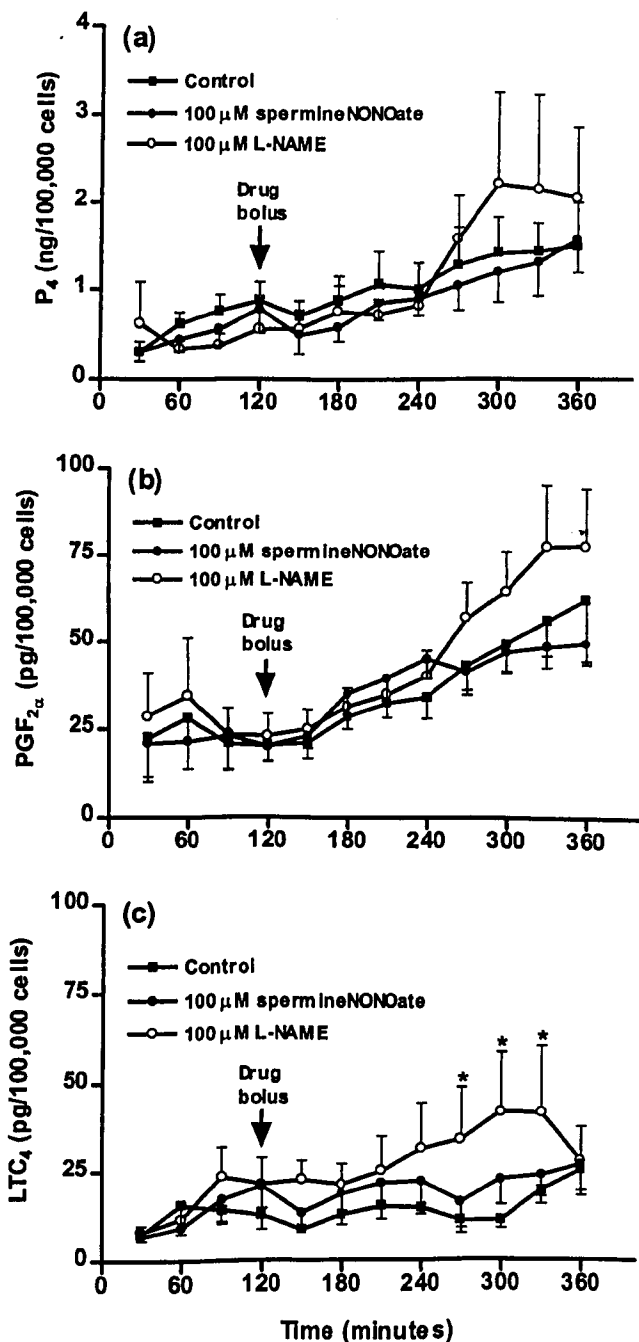 (a)
4
3
2
1
0
P₄ (ng/100,000 cells)
Control
100 μM spermineNONOate
100 μM L-NAME
Drug
bolus
0 60 120 180 240 300 360
(b)
100
75
50
25
0
PGF₂α (pg/100,000 cells)
Control
100 μM spermineNONOate
100 μM L-NAME
Drug
bolus
0 60 120 180 240 300 360
(c)
100
75
50
25
0
LTC₄ (pg/100,000 cells)
Control
100 μM spermineNONOate
100 μM L-NAME
Drug
bolus
* * *
0 60 120 180 240 300 360
Time (minutes)